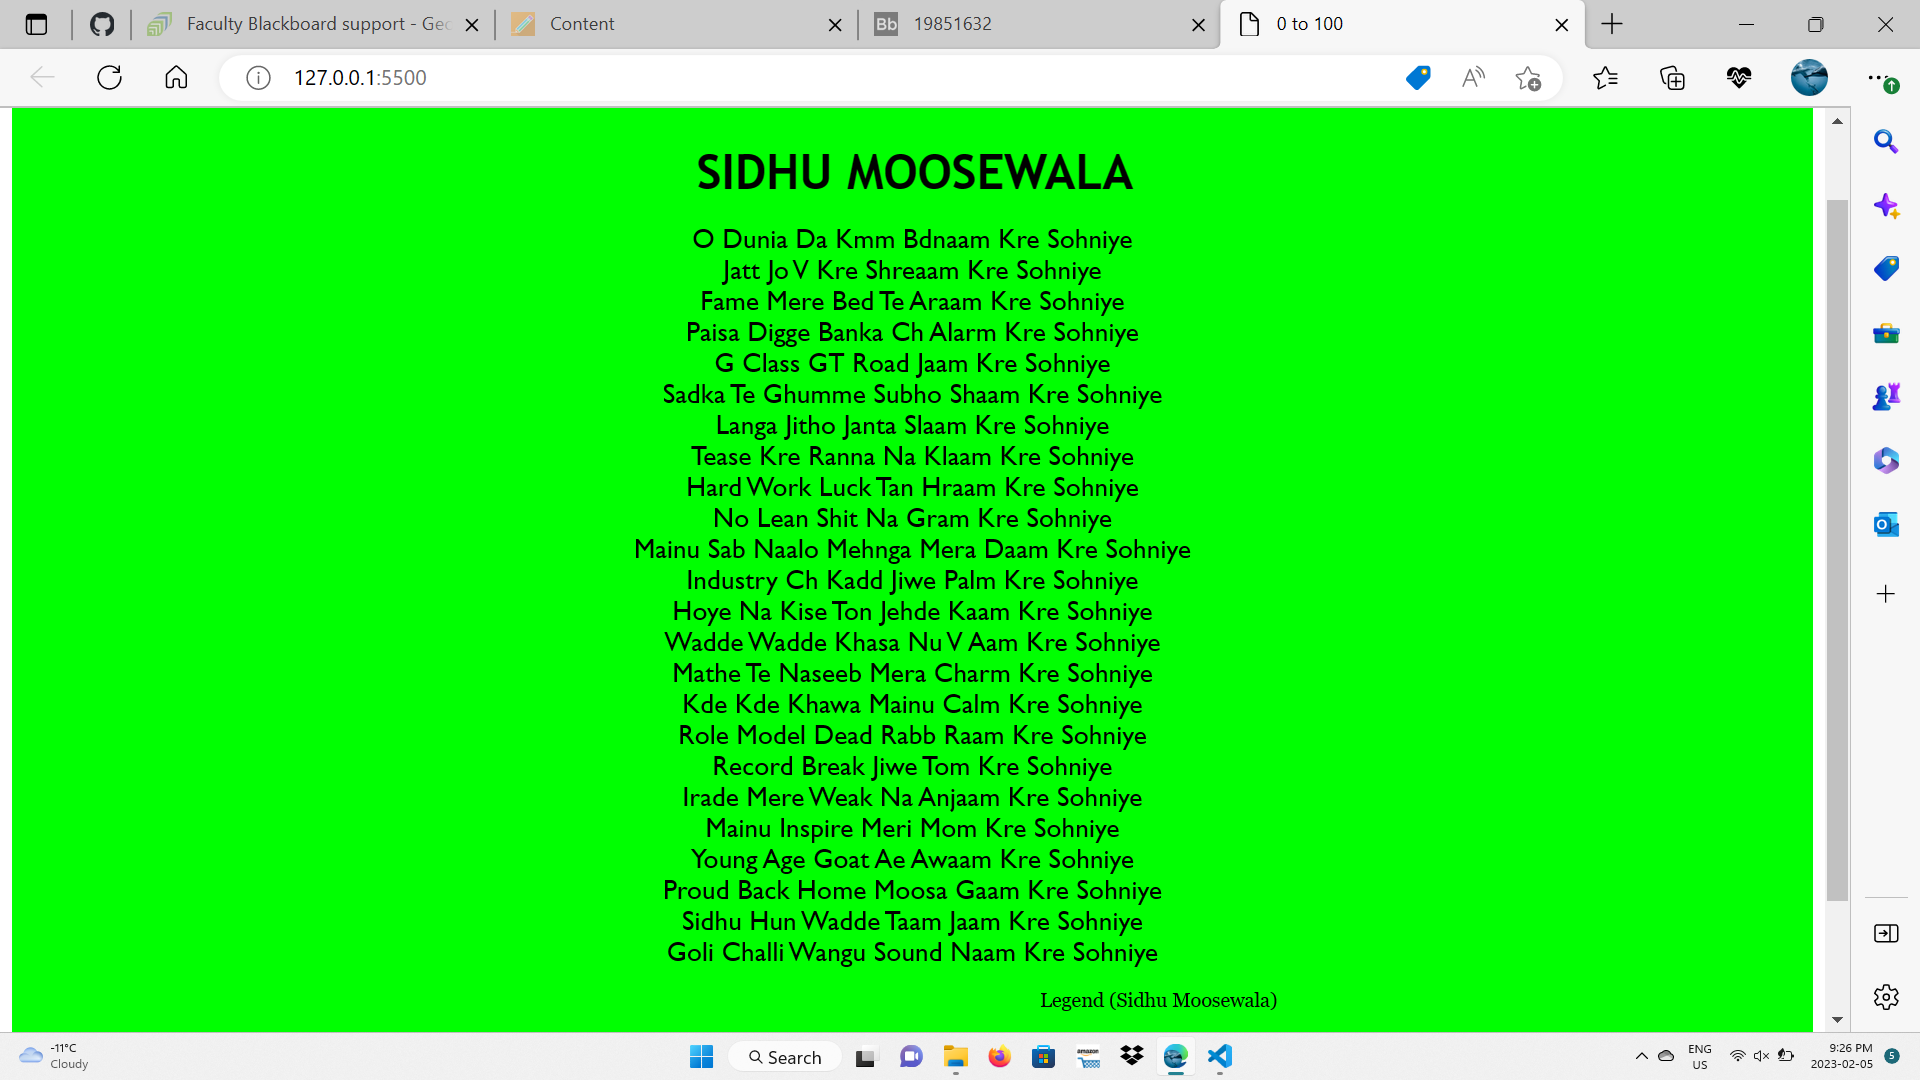 Faculty Blackboard support - Geo
Content
Bb 19851632
0 to 100
127.0.0.1:5500
SIDHU MOOSEWALA
O Dunia Da Kmm Bdnaam Kre Sohniye
Jatt Jo V Kre Shreaam Kre Sohniye
Fame Mere Bed Te Araam Kre Sohniye
Paisa Digge Banka Ch Alarm Kre Sohniye
G Class GT Road Jaam Kre Sohniye
Sadka Te Ghumme Subho Shaam Kre Sohniye
Langa Jitho Janta Slaam Kre Sohniye
Tease Kre Ranna Na Klaam Kre Sohniye
Hard Work Luck Tan Hraam Kre Sohniye
No Lean Shit Na Gram Kre Sohniye
Mainu Sab Naalo Mehnga Mera Daam Kre Sohniye
Industry Ch Kadd Jiwe Palm Kre Sohniye
Hoye Na Kise Ton Jehde Kaam Kre Sohniye
Wadde Wadde Khasa Nu V Aam Kre Sohniye
Mathe Te Naseeb Mera Charm Kre Sohniye
Kde Kde Khawa Mainu Calm Kre Sohniye
Role Model Dead Rabb Raam Kre Sohniye
Record Break Jiwe Tom Kre Sohniye
Irade Mere Weak Na Anjaam Kre Sohniye
Mainu Inspire Meri Mom Kre Sohniye
Young Age Goat Ae Awaam Kre Sohniye
Proud Back Home Moosa Gaam Kre Sohniye
Sidhu Hun Wadde Taam Jaam Kre Sohniye
Goli Challi Wangu Sound Naam Kre Sohniye
Legend (Sidhu Moosewala)
-11°C
Cloudy
Search
amazon
ENG
US
9:26 PM
2023-02-05
5